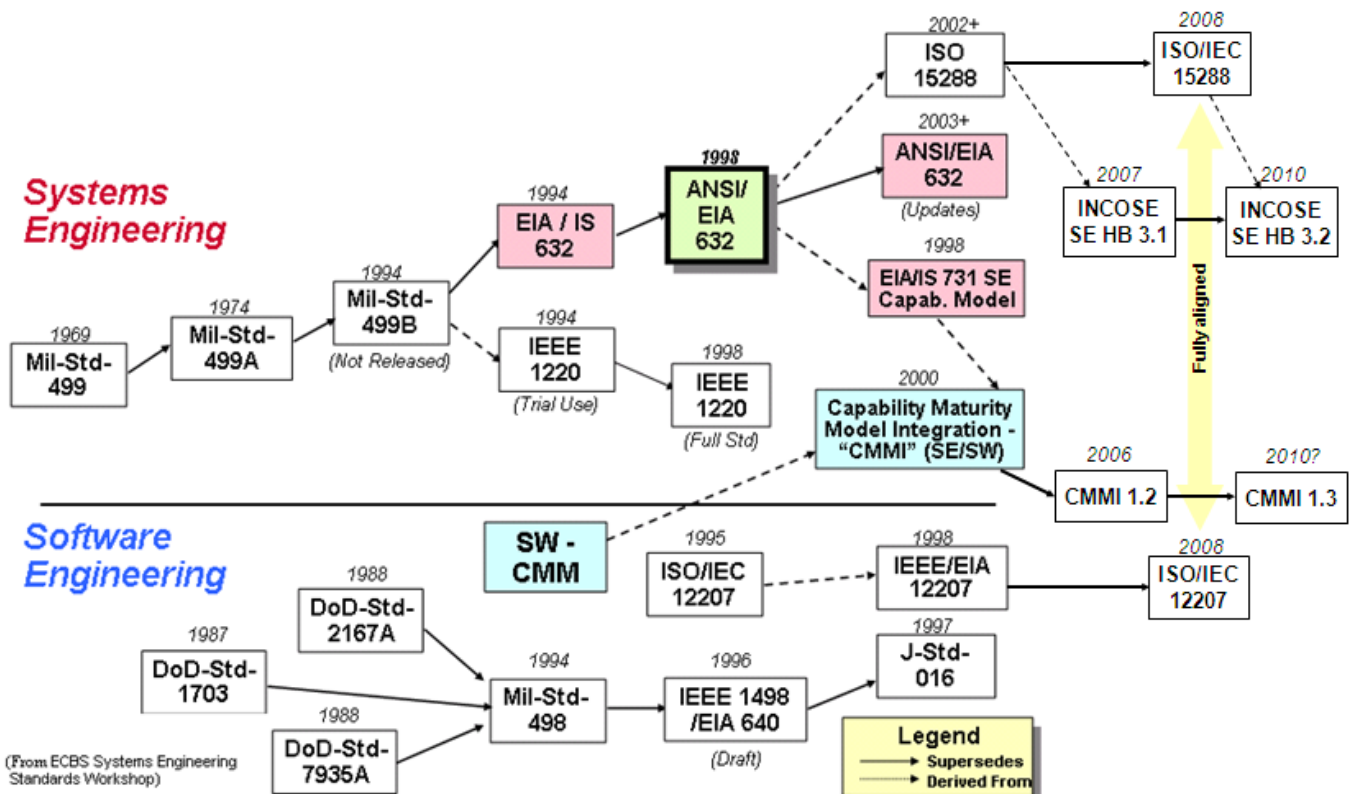 2002+
ISO
15288
2008
ISO/IEC
15288
2003+
ANSI/EIA
632
(Updates)
1998
ANSI/
EIA
632
Systems
Engineering
1994
EIA / IS
632
2007
INCOSE
SE HB 3.1
2010
INCOSE
SE HB 3.2
1998
EIA/IS 731 SE
Capab. Model
1969
Mil-Std-
499
1974
Mil-Std-
499A
1994
Mil-Std-
499B
(Not Released)
1994
IEEE
1220
(Trial Use)
1998
IEEE
1220
(Full Std)
Fully aligned
2000
Capability Maturity
Model Integration -
“CMMI” (SE/SW)
2006
CMMI 1.2
2010?
CMMI 1.3
Software
Engineering
SW -
CMM
1995
ISO/IEC
12207
1998
IEEE/EIA
12207
2008
ISO/IEC
12207
1988
DoD-Std-
2167A
1987
DoD-Std-
1703
1988
DoD-Std-
7935A
1994
Mil-Std-
498
1996
IEEE 1498
/EIA 640
(Draft)
1997
J-Std-
016
Legend
Supersedes
Derived From
(From ECBS Systems Engineering
Standards Workshop)